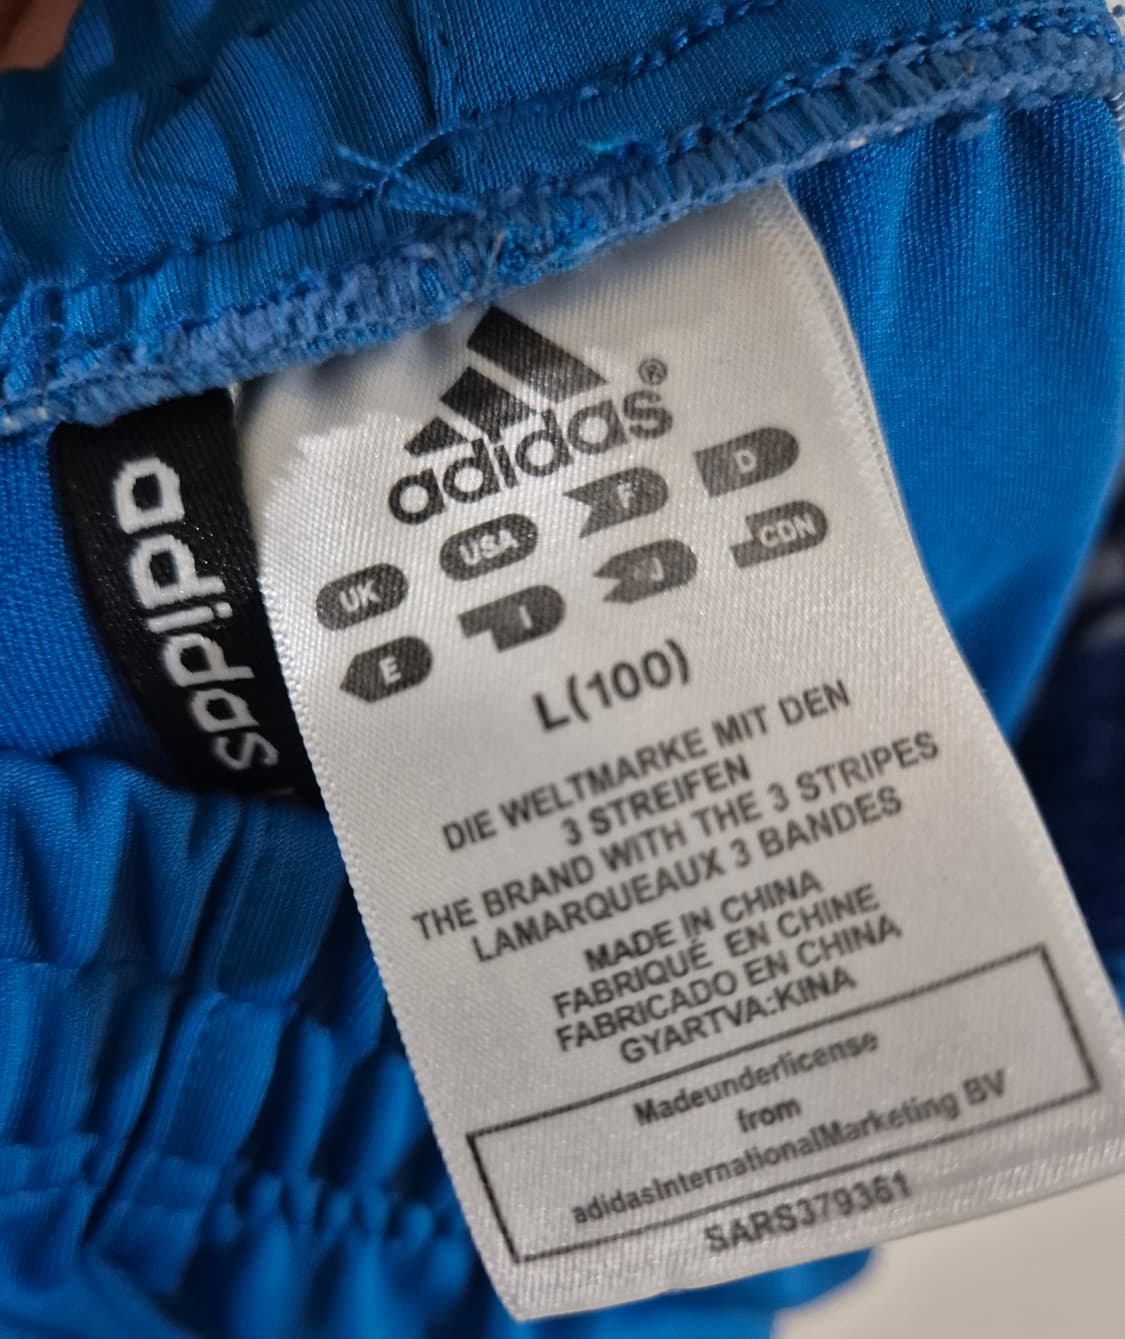 adidas
adidas®
UK USA F D
E I J CDN
L(100)
DIE WELTMARKE MIT DEN
3 STREIFEN
THE BRAND WITH THE 3 STRIPES
LAMARQUEAUX 3 BANDES
MADE IN CHINA
FABRIQUÉ EN CHINE
FABRICADO EN CHINA
GYARTVA:KINA
Madeunderlicense
from
adidasInternationalMarketing BV
SARS379361